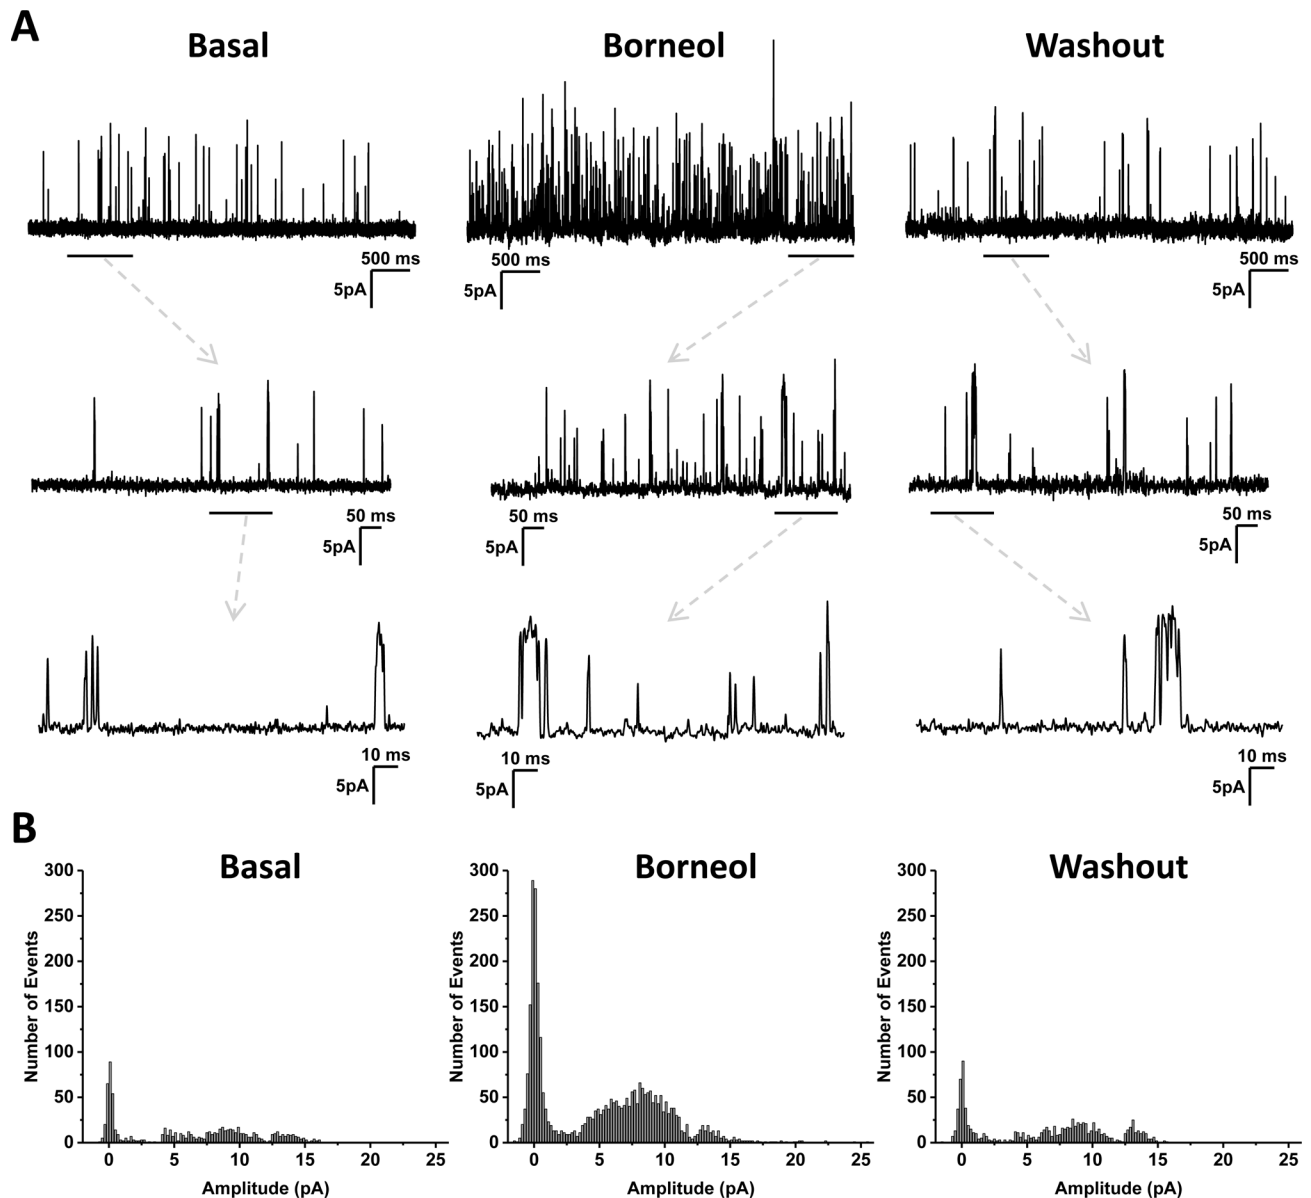 A
Basal
Borneol
Washout
500 ms
5pA
500 ms
5pA
500 ms
5pA
50 ms
5pA
50 ms
5pA
50 ms
5pA
10 ms
5pA
10 ms
5pA
10 ms
5pA
B
Basal
Number of Events
300
250
200
150
100
50
0
0 5 10 15 20 25
Amplitude (pA)
Borneol
Number of Events
300
250
200
150
100
50
0
0 5 10 15 20 25
Amplitude (pA)
Washout
Number of Events
300
250
200
150
100
50
0
0 5 10 15 20 25
Amplitude (pA)